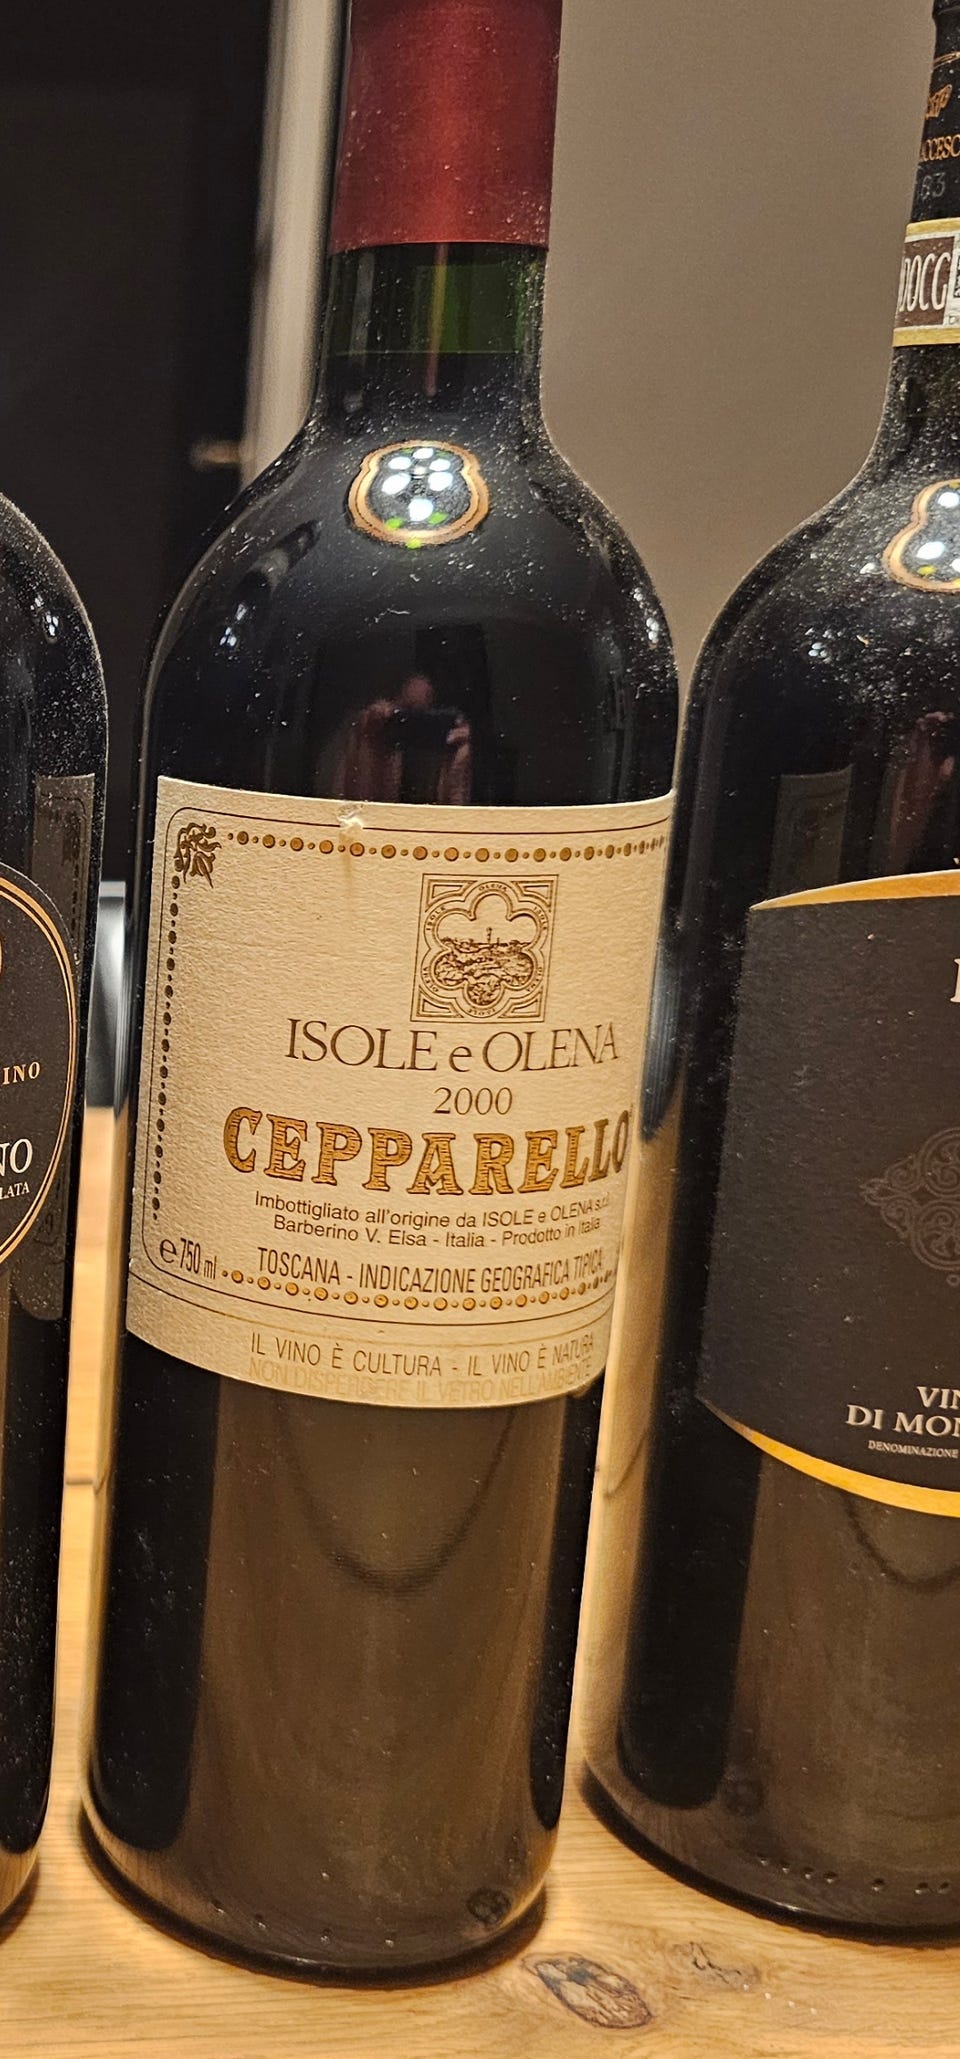 DOCG
ISOLE e OLENA
2000
CEPPARELLO
Imbottigliato all'origine da ISOLE e OLENA s.r.l.
Barberino V. Elsa - Italia - Prodotto in Italia
e 750 ml
TOSCANA - INDICAZIONE GEOGRAFICA TIPICA
IL VINO È CULTURA - IL VINO È NATURA
NON DISPERDERE IL VETRO NELL'AMBIENTE
INO
NO
LATA
VIN
DI MON
DENOMINAZIONE